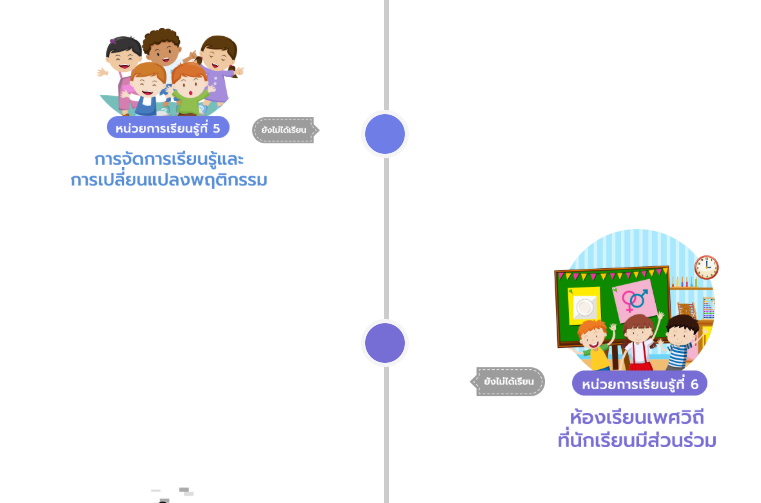 หน่วยการเรียนรู้ที่ 5
ยังไม่ได้เรียน
การจัดการเรียนรู้และ
การเปลี่ยนแปลงพฤติกรรม
ยังไม่ได้เรียน
หน่วยการเรียนรู้ที่ 6
ห้องเรียนเพศวิถี
ที่นักเรียนมีส่วนร่วม